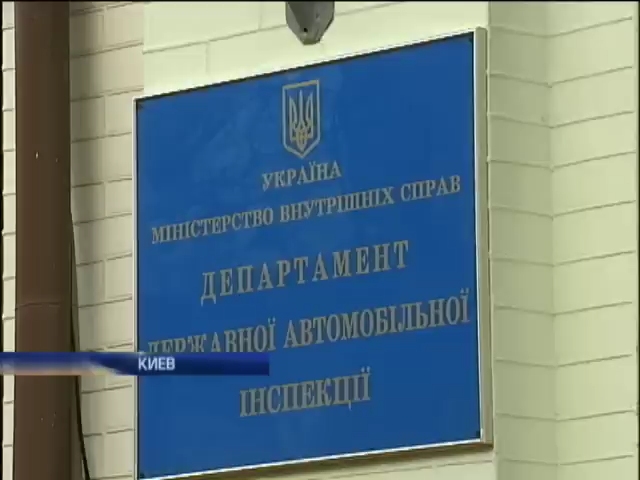 УКРАЇНА
МІНІСТЕРСТВО ВНУТРІШНІХ СПРАВ
ДЕПАРТАМЕНТ
ДЕРЖАВНОЇ АВТОМОБІЛЬНОЇ
ІНСПЕКЦІЇ
КИЕВ